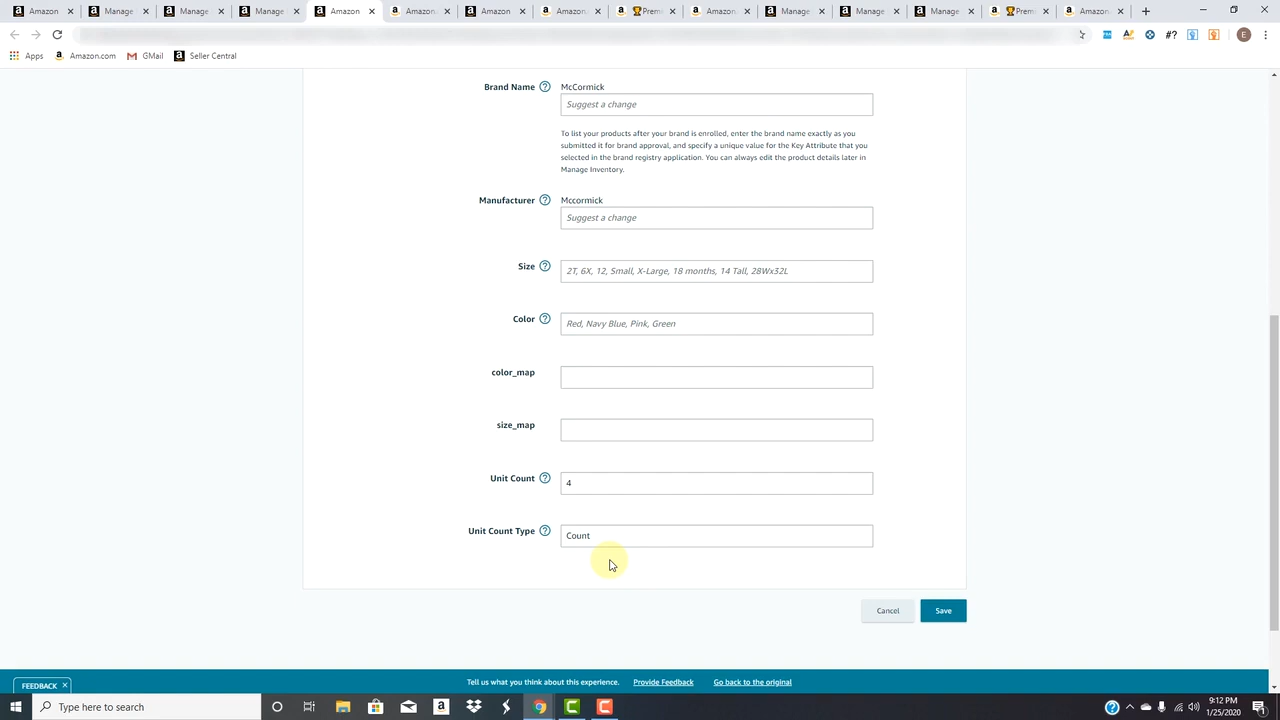 Amazon
Manage
Manage
Manage
Amazon
Amazon
Amazon
Amazon
Prem
Amazon
Manage
Manage
Manage
Prem
Amazon
#?
E
Apps
Amazon.com
GMail
Seller Central
Brand Name
McCormick
Suggest a change
To list your products after your brand is enrolled, enter the brand name exactly as you
submitted it for brand approval, and specify a unique value for the Key Attribute that you
selected in the brand registry application. You can always edit the product details later in
Manage Inventory.
Manufacturer
Mccormick
Suggest a change
Size
2T, 6X, 12, Small, X-Large, 18 months, 14 Tall, 28Wx32L
Color
Red, Navy Blue, Pink, Green
color_map
size_map
Unit Count
4
Unit Count Type
Count
Cancel
Save
FEEDBACK
Tell us what you think about this experience.
Provide Feedback
Go back to the original
Type here to search
9:12 PM
1/25/2020